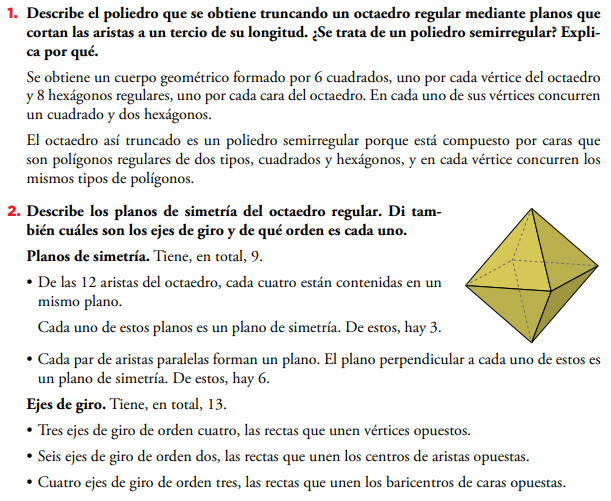 1. Describe el poliedro que se obtiene truncando un octaedro regular mediante planos que
cortan las aristas a un tercio de su longitud. ¿Se trata de un poliedro semirregular? Expli-
ca por qué.
Se obtiene un cuerpo geométrico formado por 6 cuadrados, uno por cada vértice del octaedro
y 8 hexágonos regulares, uno por cada cara del octaedro. En cada uno de sus vértices concurren
un cuadrado y dos hexágonos.
El octaedro así truncado es un poliedro semirregular porque está compuesto por caras que
son polígonos regulares de dos tipos, cuadrados y hexágonos, y en cada vértice concurren los
mismos tipos de polígonos.
2. Describe los planos de simetría del octaedro regular. Di tam-
bién cuáles son los ejes de giro y de qué orden es cada uno.
Planos de simetría. Tiene, en total, 9.
• De las 12 aristas del octaedro, cada cuatro están contenidas en un
mismo plano.
Cada uno de estos planos es un plano de simetría. De estos, hay 3.
• Cada par de aristas paralelas forman un plano. El plano perpendicular a cada uno de estos es
un plano de simetría. De estos, hay 6.
Ejes de giro. Tiene, en total, 13.
• Tres ejes de giro de orden cuatro, las rectas que unen vértices opuestos.
• Seis ejes de giro de orden dos, las rectas que unen los centros de aristas opuestas.
• Cuatro ejes de giro de orden tres, las rectas que unen los baricentros de caras opuestas.